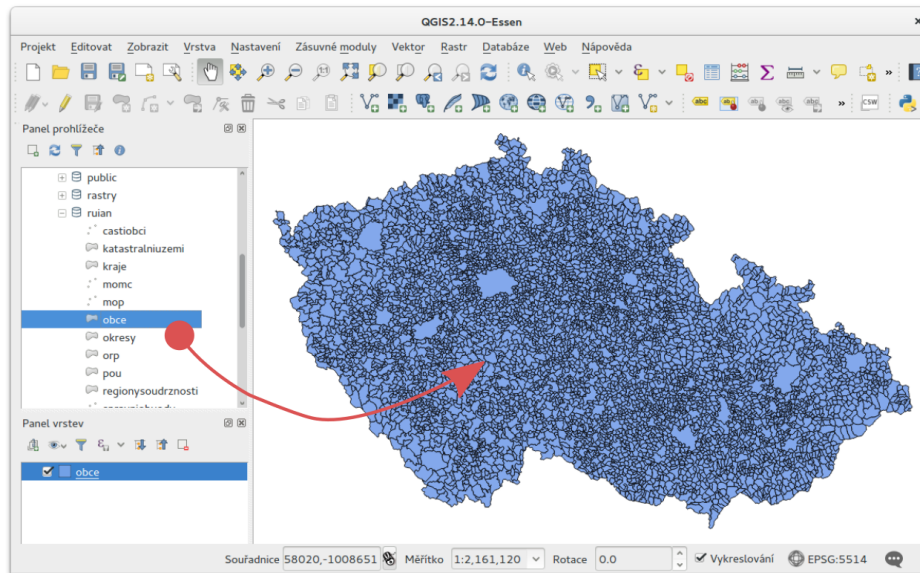 QGIS2.14.0-Essen
Projekt Editovat Zobrazit Vrstva Nastavení Zásuvné moduly Vektor Rastr Databáze Web Nápověda
Panel prohlížeče
public
rastry
ruian
castiobci
katastralniuzemi
kraje
momc
mop
obce
okresy
orp
pou
regionysoudrznosti
Panel vrstev
obce
Souřadnice 58020,-1008651 Měřítko 1:2,161,120 Rotace 0.0 Vykreslování EPSG:5514